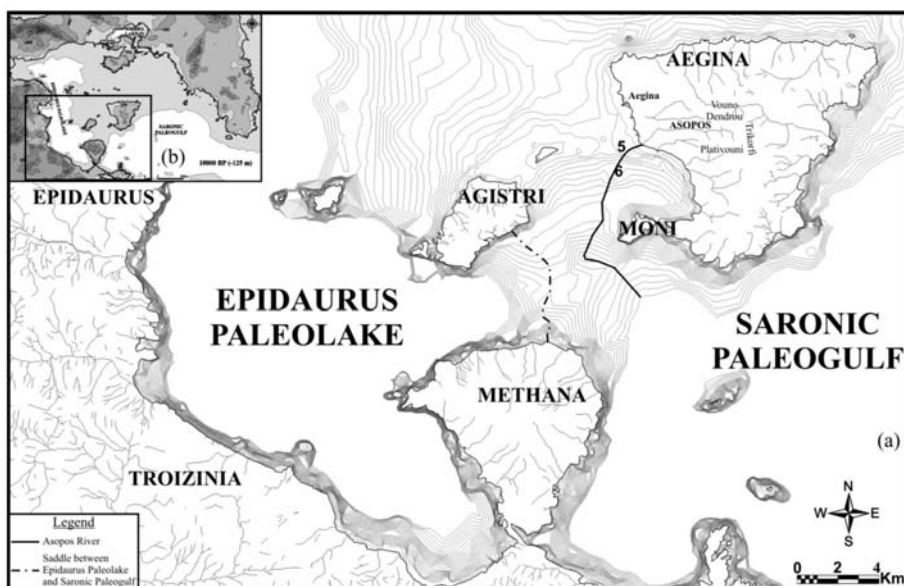 (b)
SARONIC
PALEOGULF
18000 BP (-125 m)
AEGINA
Aegina
Vouno
Dendrou
ASOPOS
Trikorfi
Plativouni
5
6
EPIDAURUS
AGISTRI
MONI
EPIDAURUS
PALEOLAKE
SARONIC
PALEOGULF
METHANA
(a)
TROIZINIA
N
W E
S
Legend
Asopos River
Saddle between
Epidaurus Paleolake
and Saronic Paleogulf
0 2 4
Km